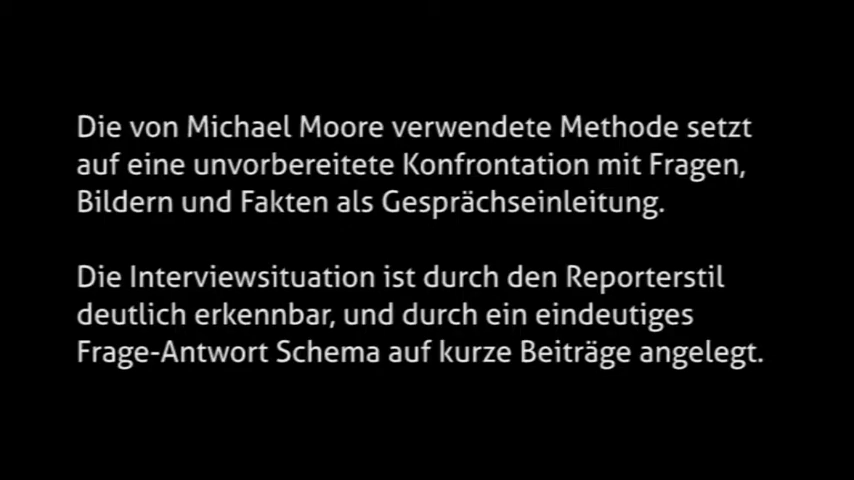 Die von Michael Moore verwendete Methode setzt
auf eine unvorbereitete Konfrontation mit Fragen,
Bildern und Fakten als Gesprächseinleitung.
Die Interviewsituation ist durch den Reporterstil
deutlich erkennbar, und durch ein eindeutiges
Frage-Antwort Schema auf kurze Beiträge angelegt.